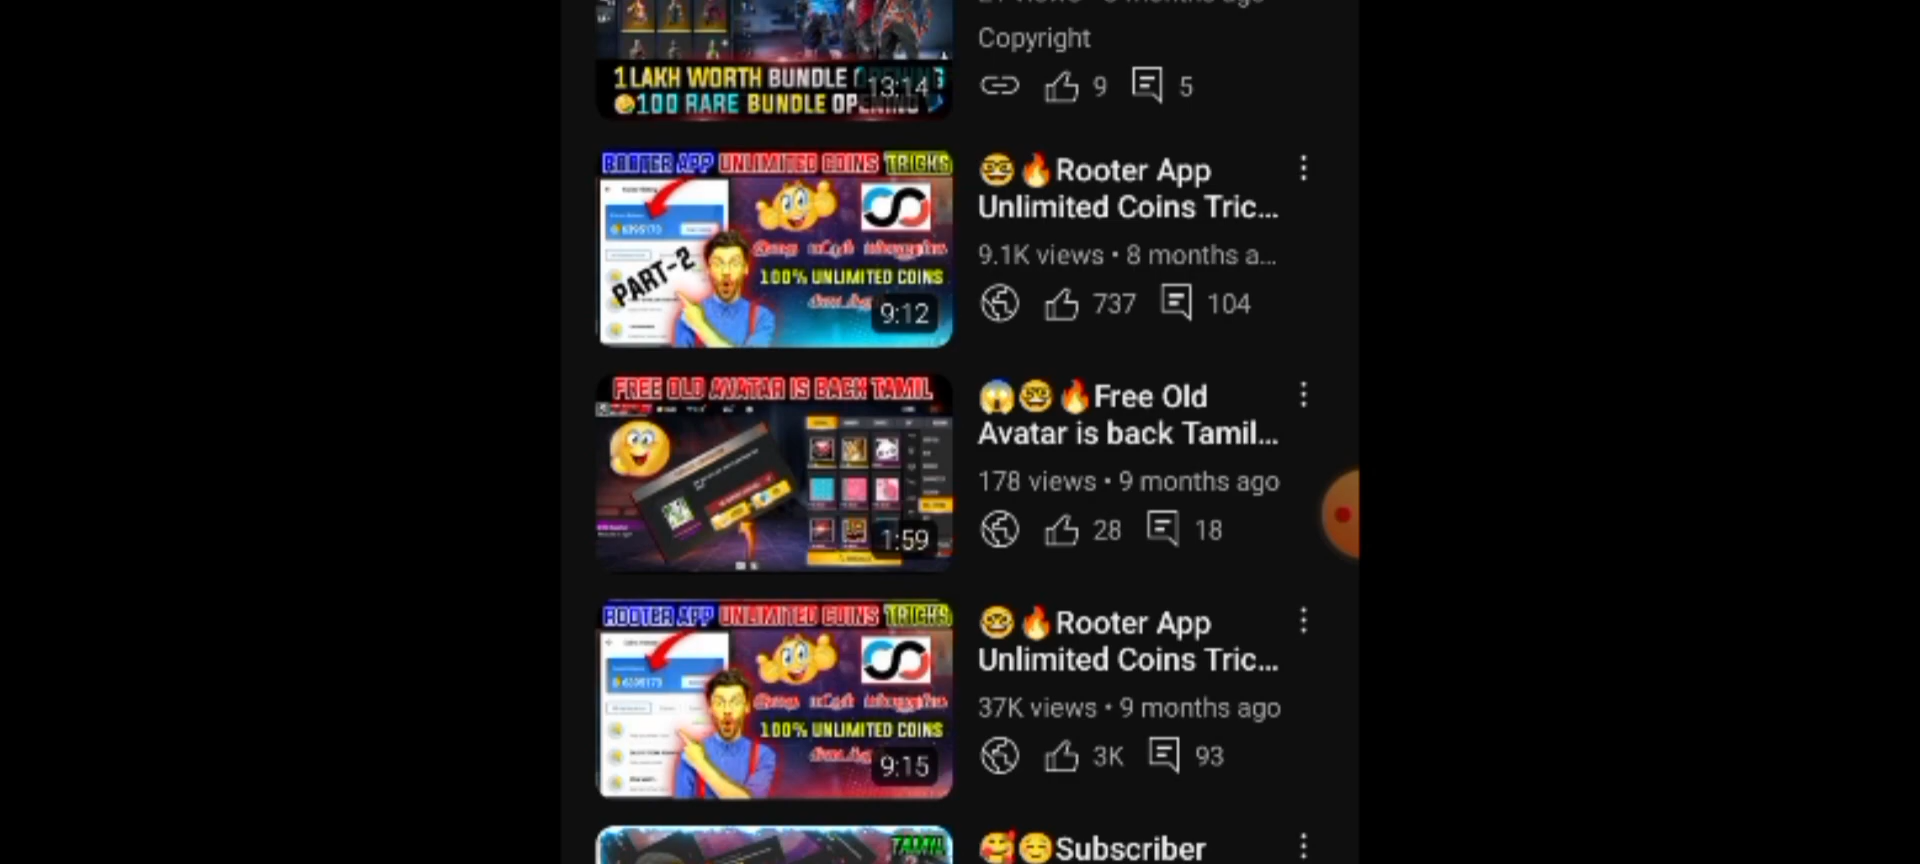 Copyright
1 LAKH WORTH BUNDLE
13:14
9
5
100 RARE BUNDLE OPENING
ROOTER APP UNLIMITED COINS TRICKS
PART-2
100% UNLIMITED COINS
9:12
🤓🔥Rooter App
Unlimited Coins Tric...
9.1K views • 8 months a...
737
104
FREE OLD AVATAR IS BACK TAMIL
1:59
😱🤓🔥Free Old
Avatar is back Tamil...
178 views • 9 months ago
28
18
ROOTER APP UNLIMITED COINS TRICKS
100% UNLIMITED COINS
9:15
🤓🔥Rooter App
Unlimited Coins Tric...
37K views • 9 months ago
3K
93
TAMIL
🥰☺️Subscriber